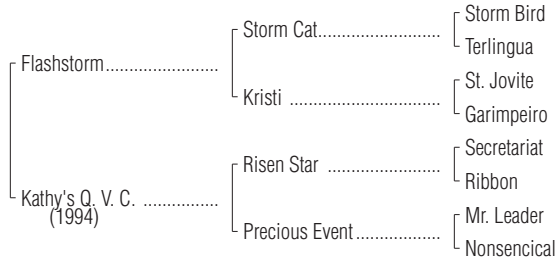 Storm Bird
Storm Cat..........................
Terlingua
Flashstorm........................
St. Jovite
Kristi ................................
Garimpeiro
Secretariat
Risen Star ........................
Ribbon
Kathy's Q. V. C. ................
(1994)
Mr. Leader
Precious Event..................
Nonsencical